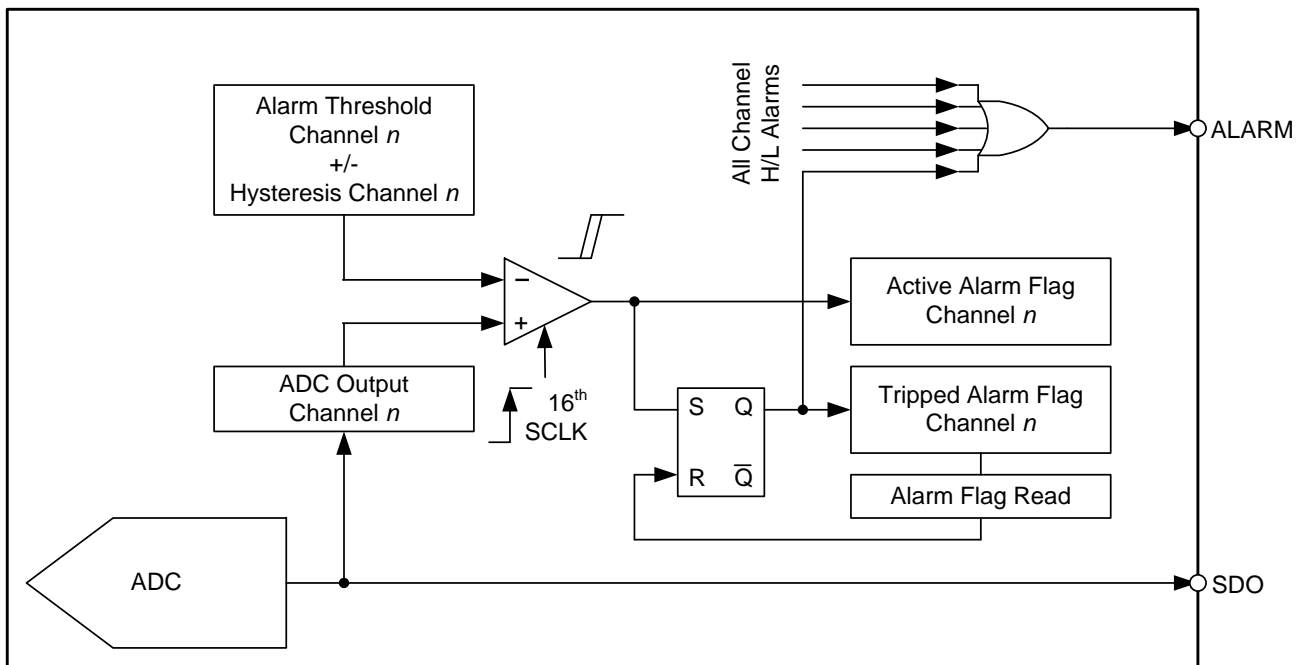 Alarm Threshold
Channel n
+/-
Hysteresis Channel n
All Channel
H/L Alarms
ALARM
−
+
Active Alarm Flag
Channel n
ADC Output
Channel n
16th
SCLK
S Q
R Q̅
Tripped Alarm Flag
Channel n
Alarm Flag Read
ADC
SDO